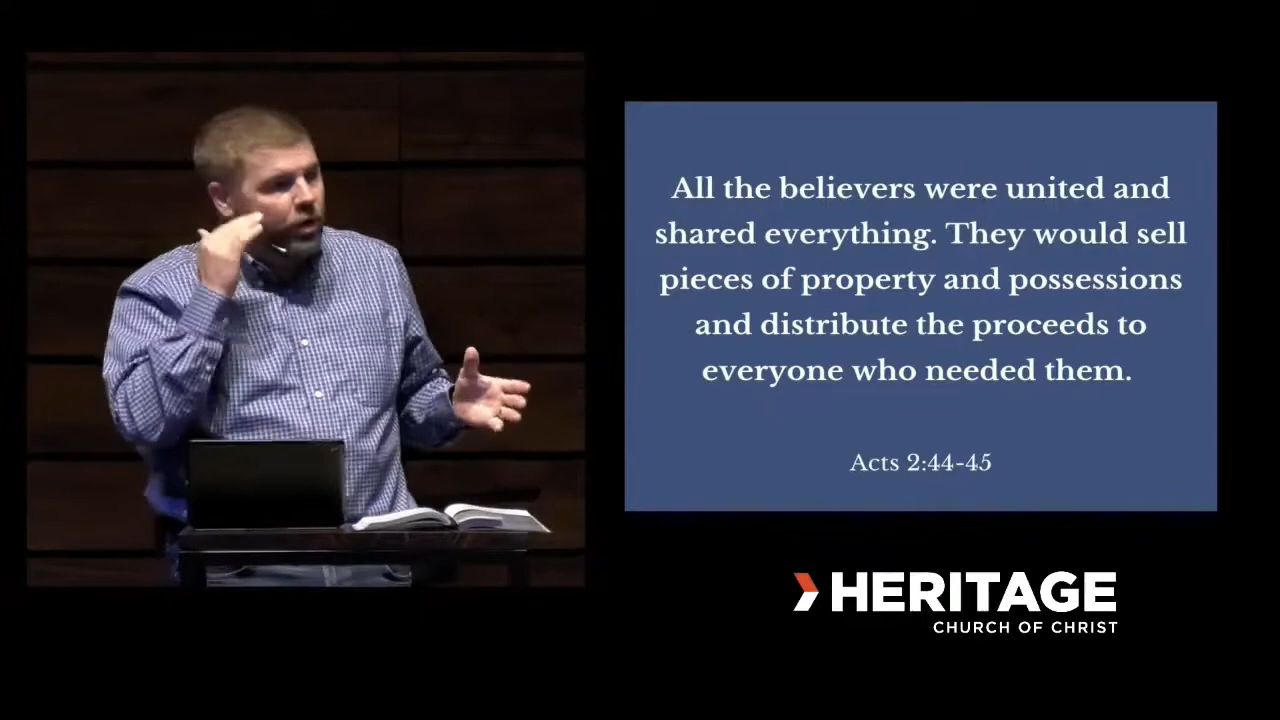 All the believers were united and
shared everything. They would sell
pieces of property and possessions
and distribute the proceeds to
everyone who needed them.
Acts 2:44-45
HERITAGE
CHURCH OF CHRIST